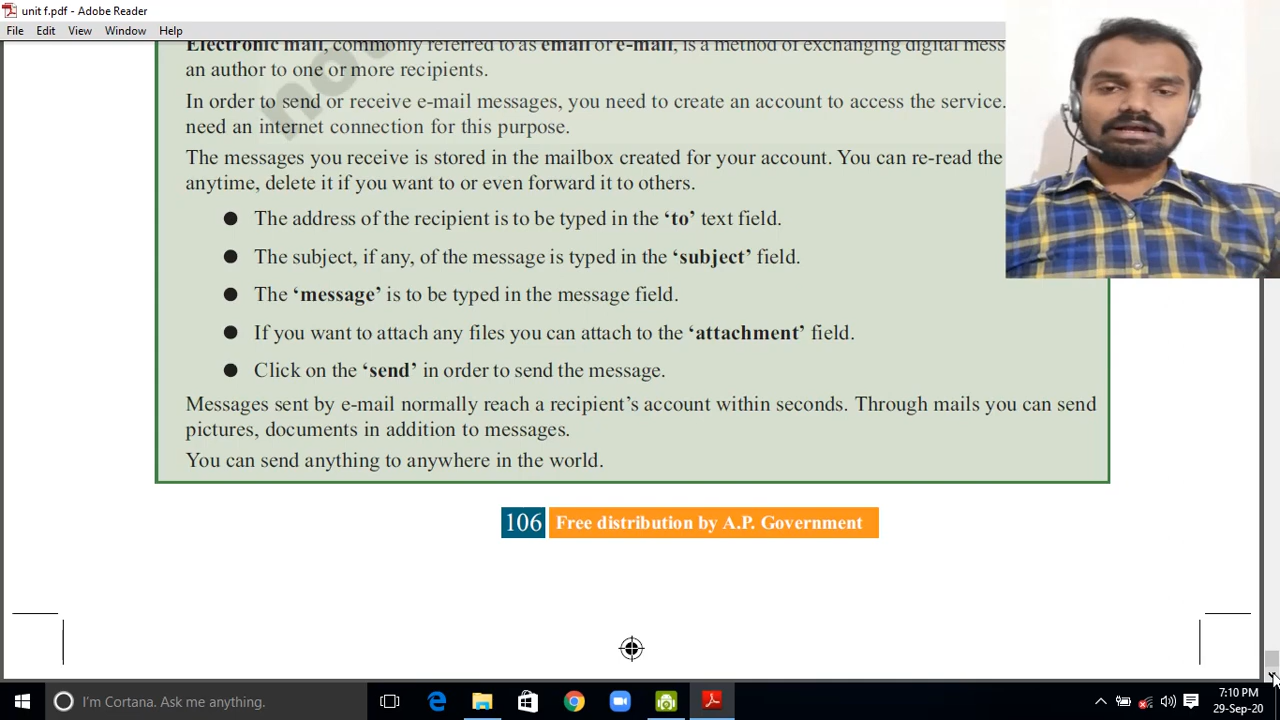 unit f.pdf - Adobe Reader
File Edit View Window Help
Electronic mail, commonly referred to as email or e-mail, is a method of exchanging digital mess
an author to one or more recipients.
In order to send or receive e-mail messages, you need to create an account to access the service.
need an internet connection for this purpose.
The messages you receive is stored in the mailbox created for your account. You can re-read the
anytime, delete it if you want to or even forward it to others.
● The address of the recipient is to be typed in the ‘to’ text field.
● The subject, if any, of the message is typed in the ‘subject’ field.
● The ‘message’ is to be typed in the message field.
● If you want to attach any files you can attach to the ‘attachment’ field.
● Click on the ‘send’ in order to send the message.
Messages sent by e-mail normally reach a recipient’s account within seconds. Through mails you can send
pictures, documents in addition to messages.
You can send anything to anywhere in the world.
106 Free distribution by A.P. Government
I'm Cortana. Ask me anything.
7:10 PM
29-Sep-20